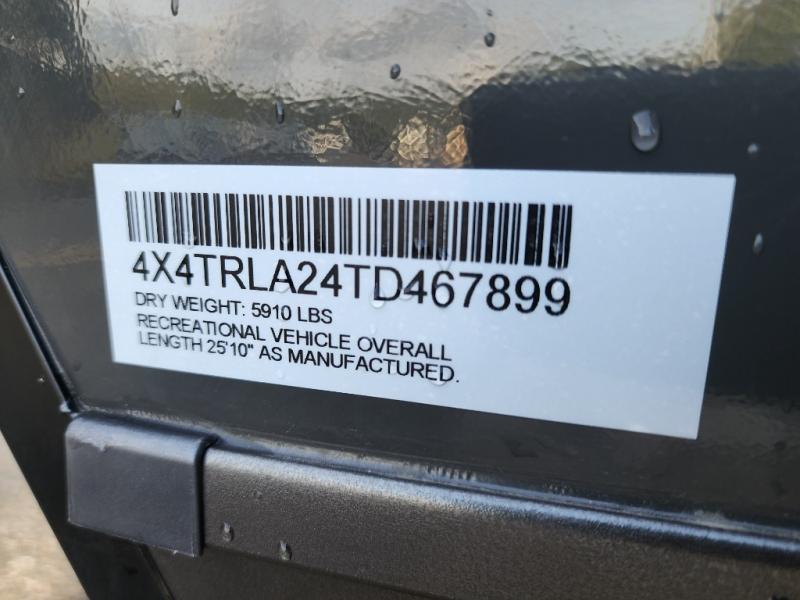 4X4TRLA24TD467899
DRY WEIGHT: 5910 LBS
RECREATIONAL VEHICLE OVERALL
LENGTH 25'10" AS MANUFACTURED.